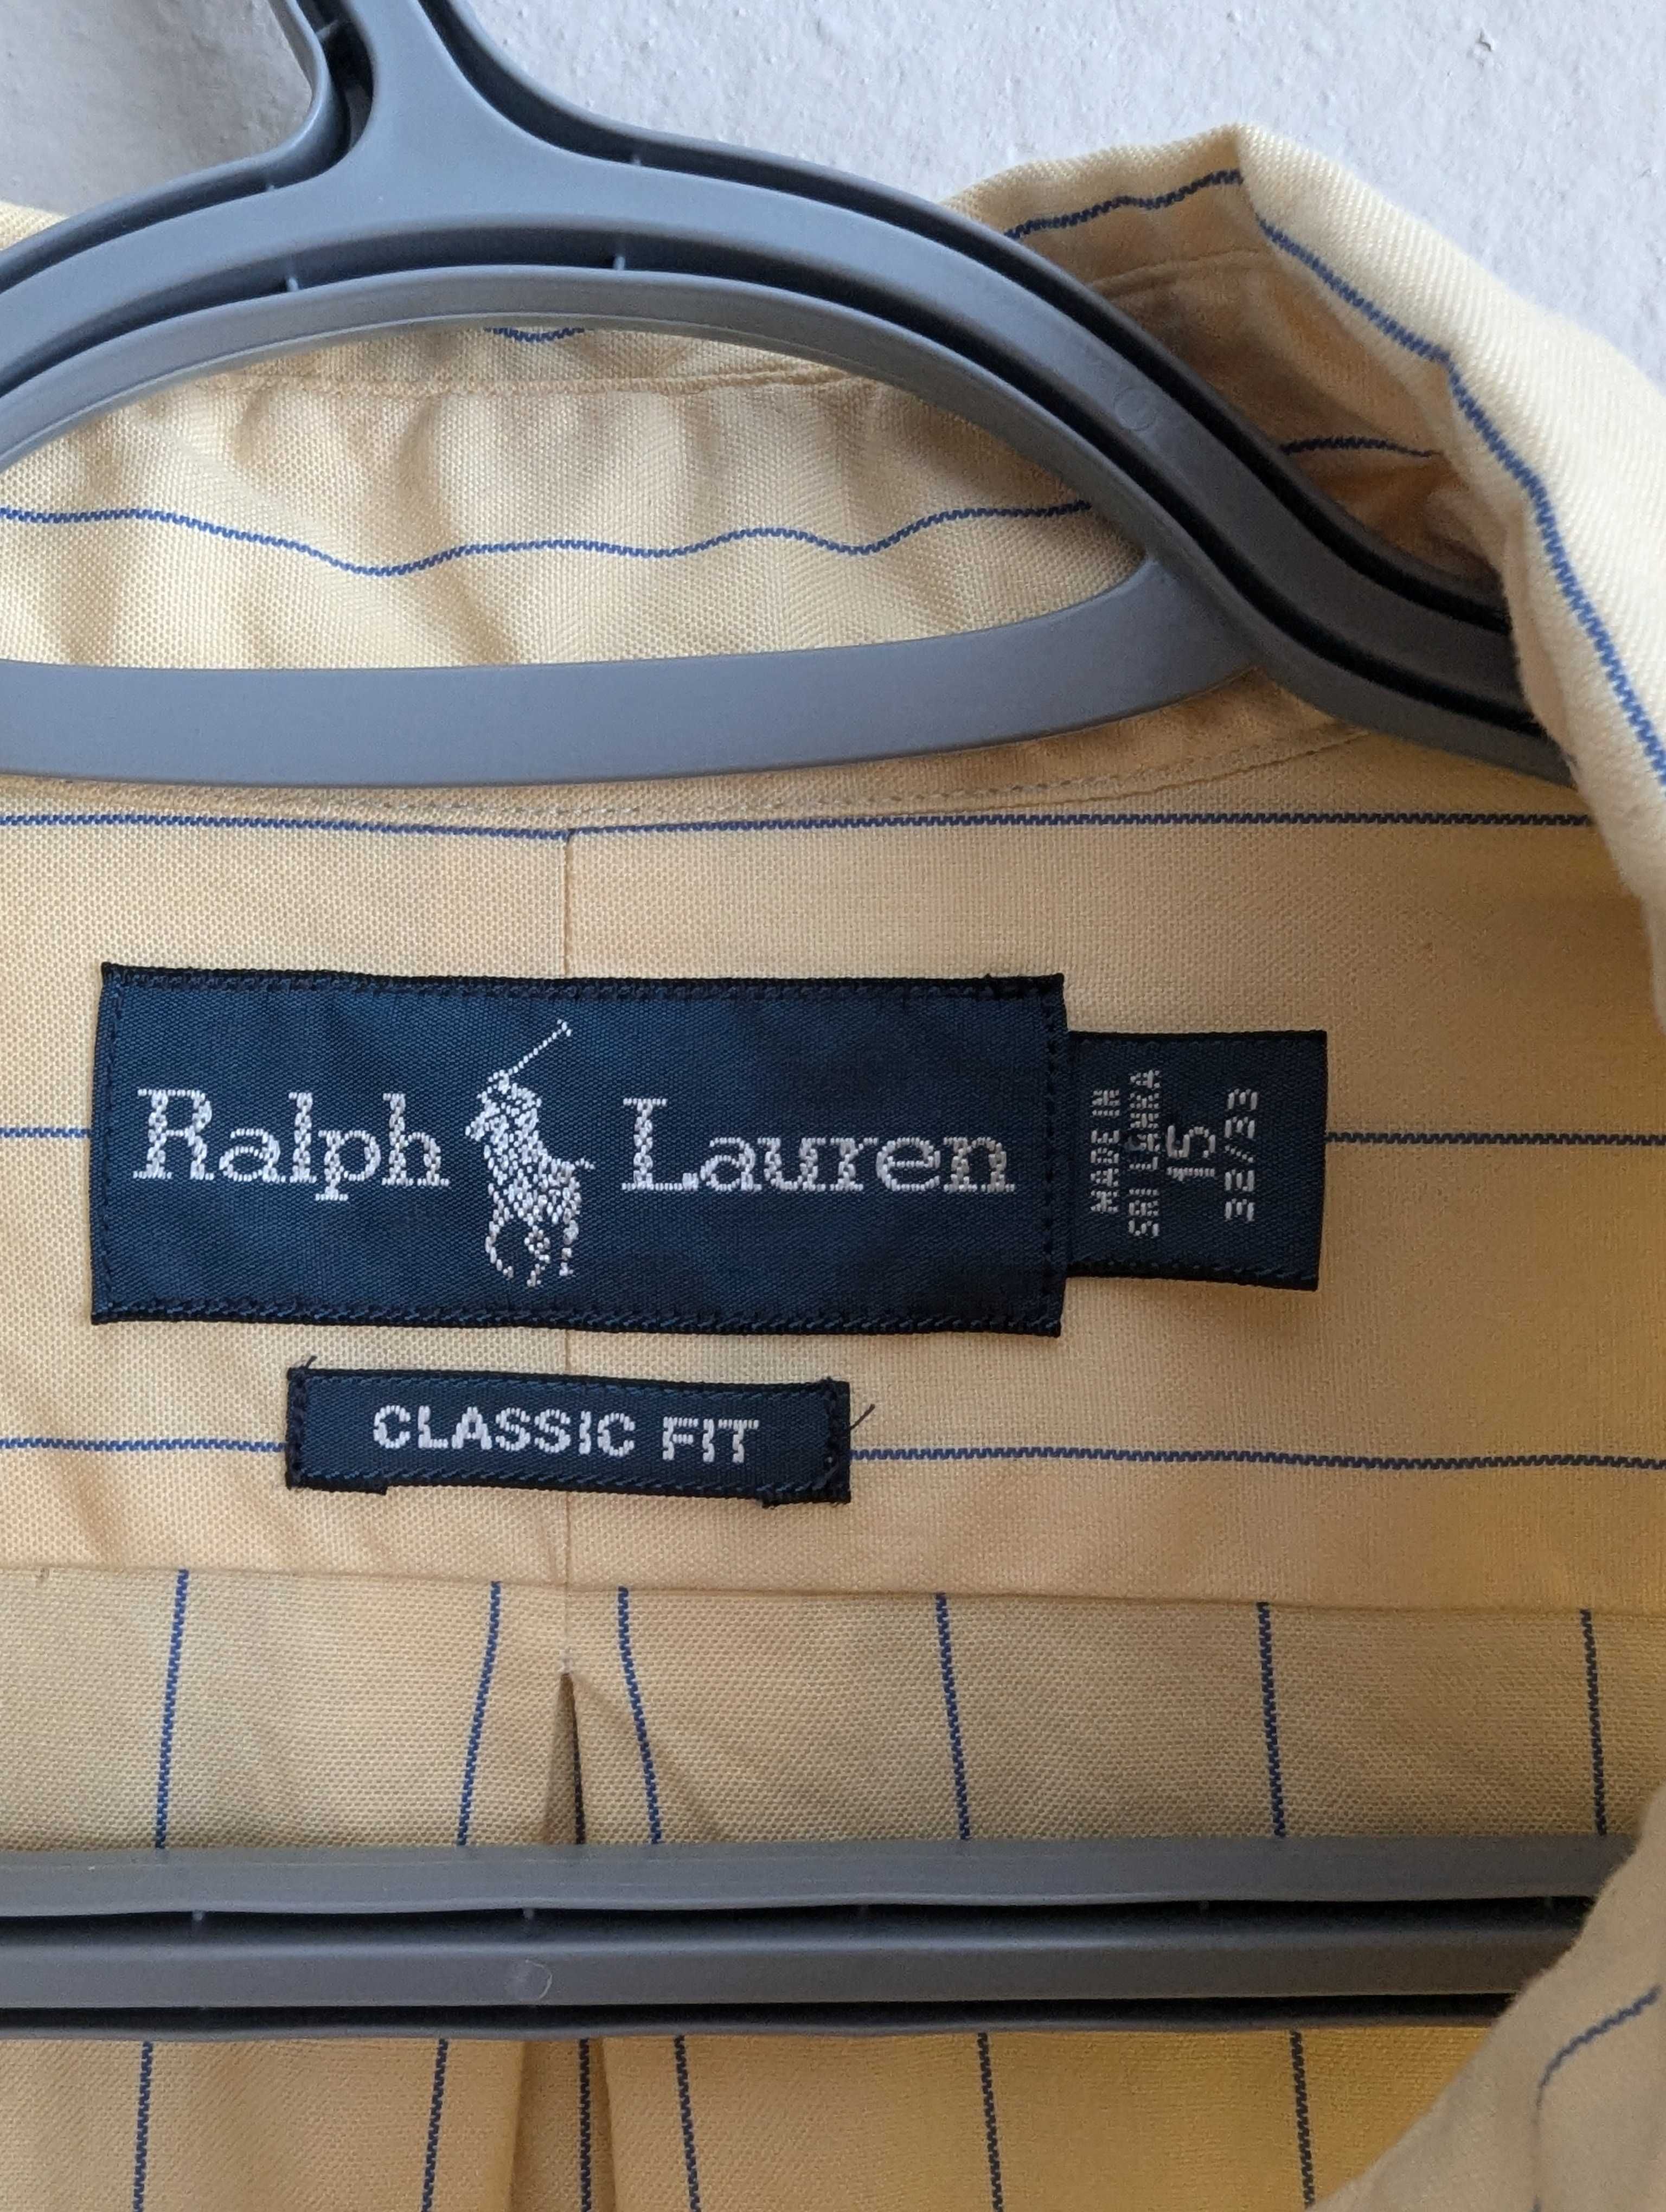 Ralph Lauren
MADE IN
SRI LANKA
15
32/33
CLASSIC FIT